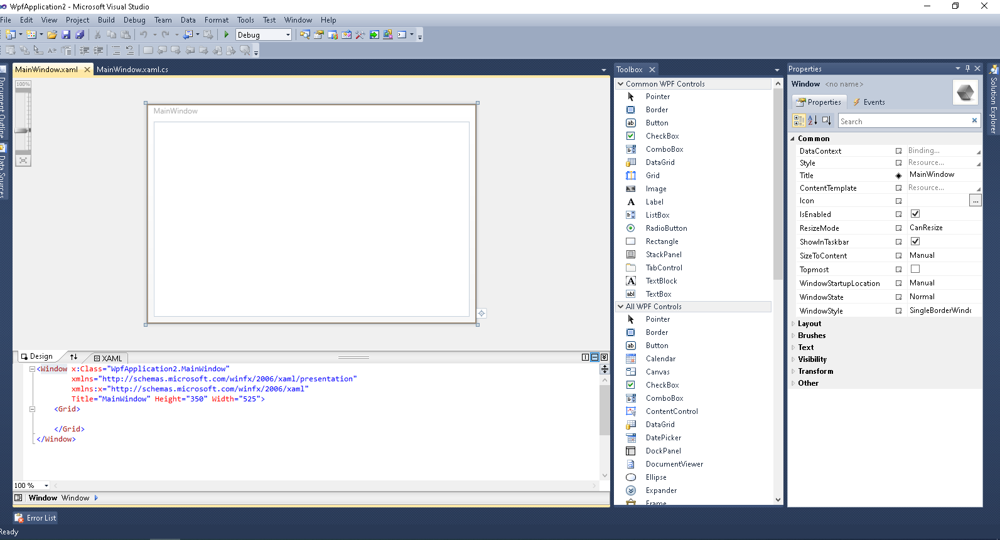 WpfApplication2 - Microsoft Visual Studio
File Edit View Project Build Debug Team Data Format Tools Test Window Help
Debug
MainWindow.xaml MainWindow.xaml.cs
Document Outline
Data Sources
100%
MainWindow
Design XAML
<Window x:Class="WpfApplication2.MainWindow"
xmlns="http://schemas.microsoft.com/winfx/2006/xaml/presentation"
xmlns:x="http://schemas.microsoft.com/winfx/2006/xaml"
Title="MainWindow" Height="350" Width="525">
<Grid>
</Grid>
</Window>
100 %
Window Window
Error List
Ready
Toolbox
Common WPF Controls
Pointer
Border
Button
CheckBox
ComboBox
DataGrid
Grid
Image
Label
ListBox
RadioButton
Rectangle
StackPanel
TabControl
TextBlock
TextBox
All WPF Controls
Pointer
Border
Button
Calendar
Canvas
CheckBox
ComboBox
ContentControl
DataGrid
DatePicker
DockPanel
DocumentViewer
Ellipse
Expander
Frame
Properties
Window <no name>
Properties Events
Search
Common
DataContext Binding...
Style Resource...
Title MainWindow
ContentTemplate Resource...
Icon ...
IsEnabled
ResizeMode CanResize
ShowInTaskbar
SizeToContent Manual
Topmost
WindowStartupLocation Manual
WindowState Normal
WindowStyle SingleBorderWindo
Layout
Brushes
Text
Visibility
Transform
Other
Solution Explorer